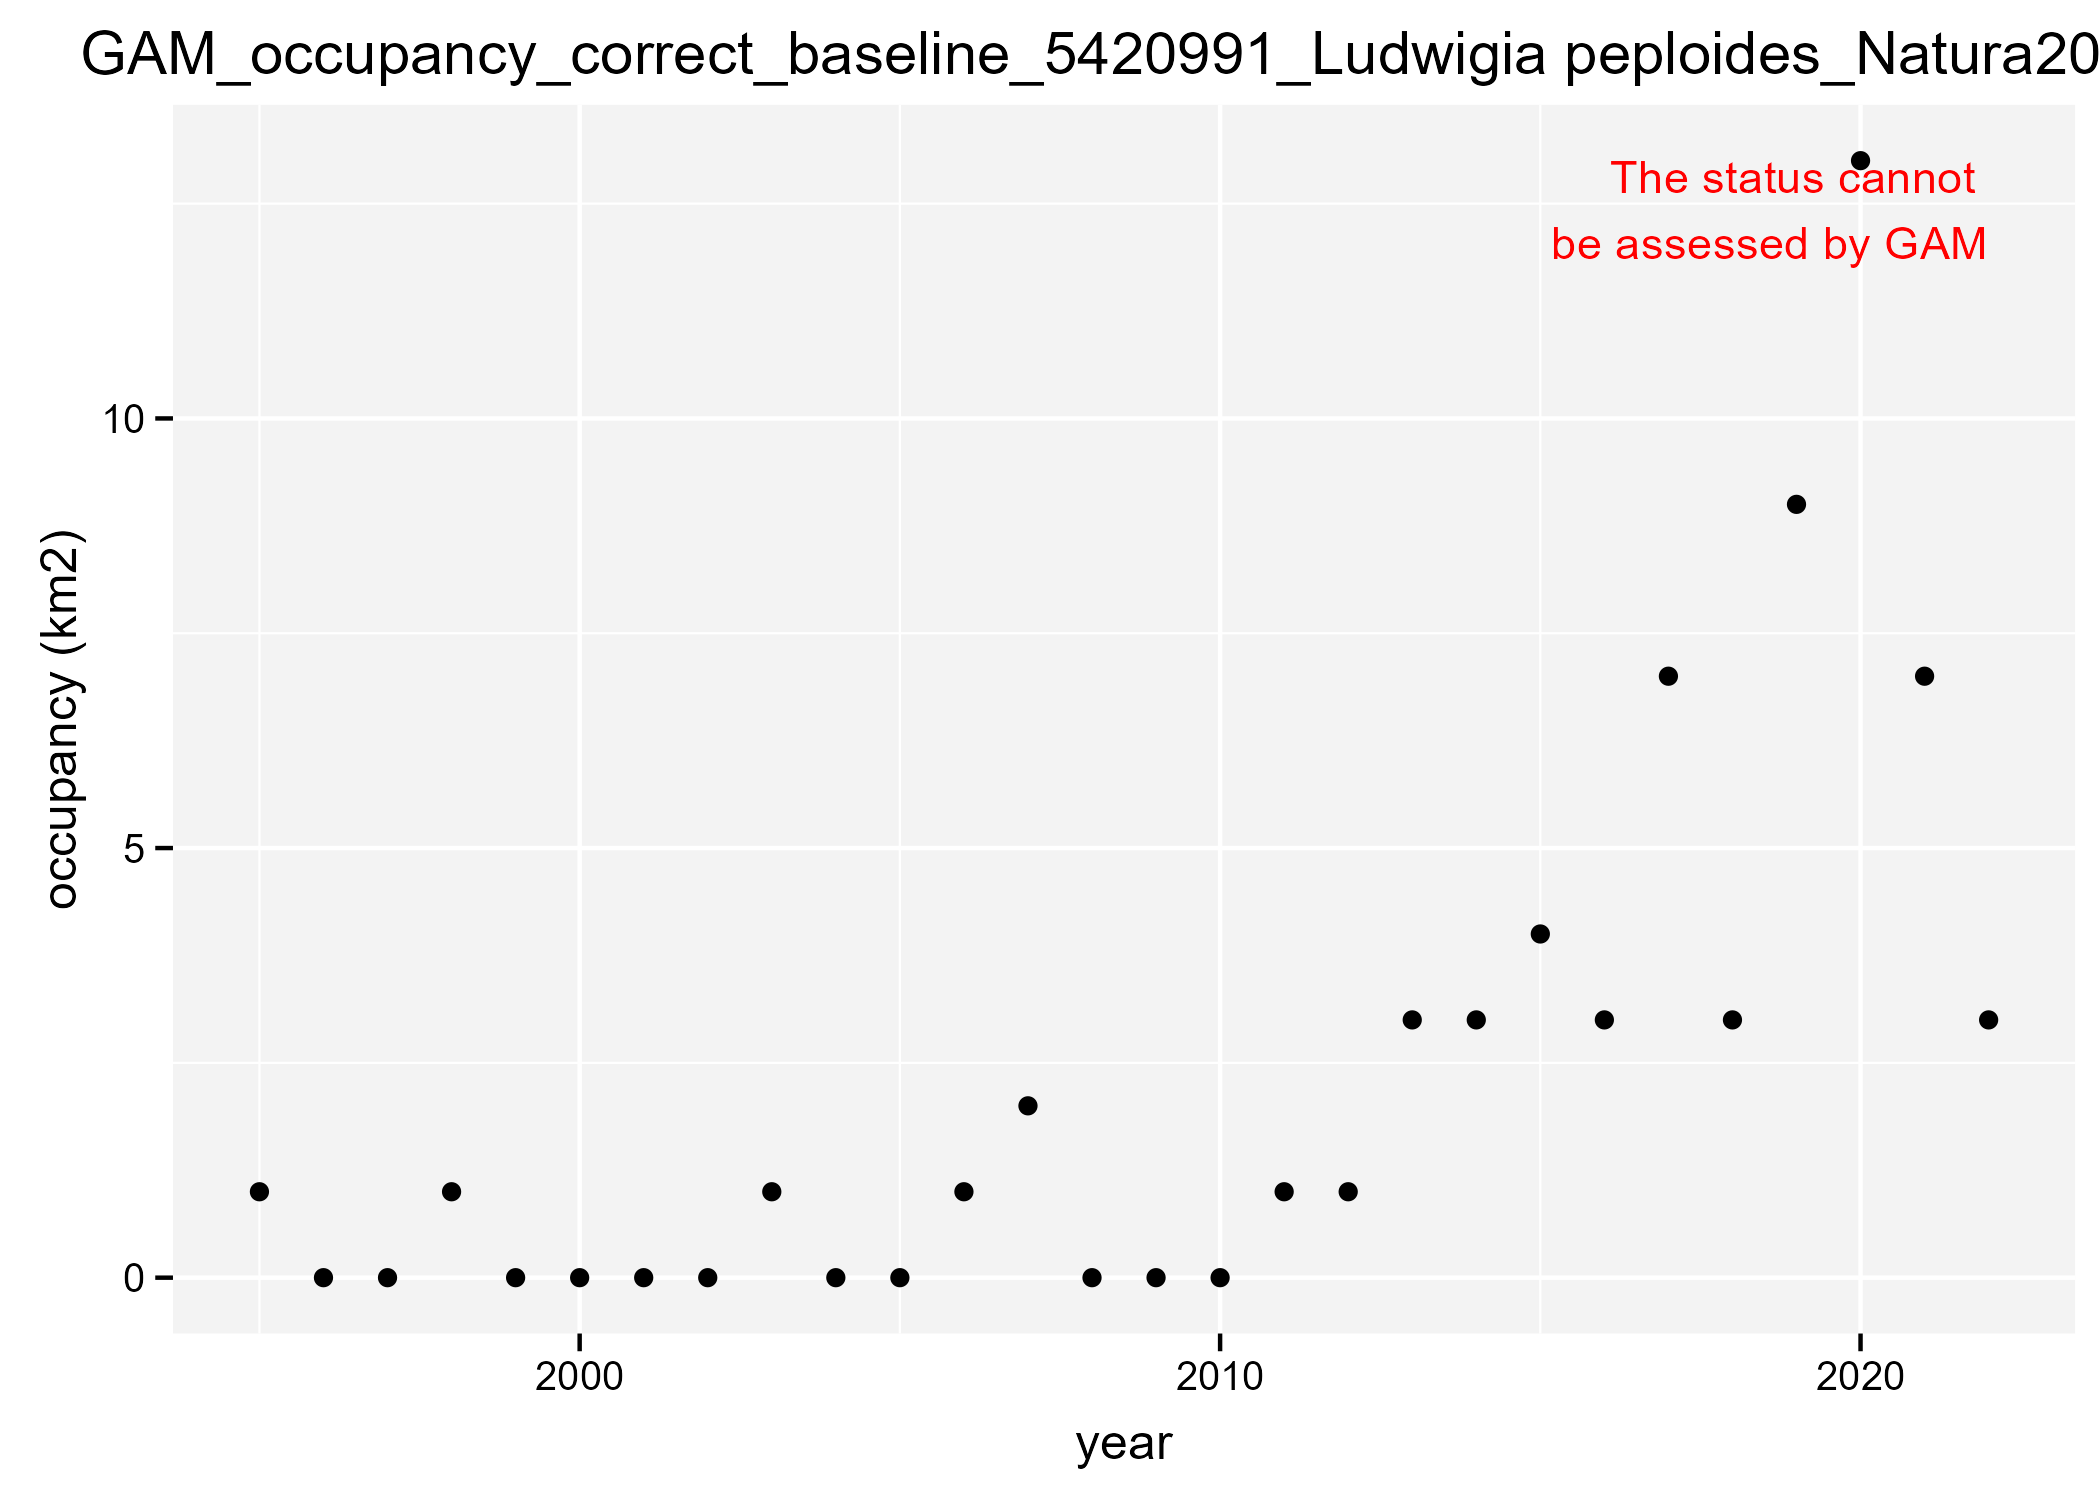 GAM_occupancy_correct_baseline_5420991_Ludwigia peploides_Natura20
The status cannot
be assessed by GAM
10
5
0
occupancy (km2)
2000 2010 2020
year